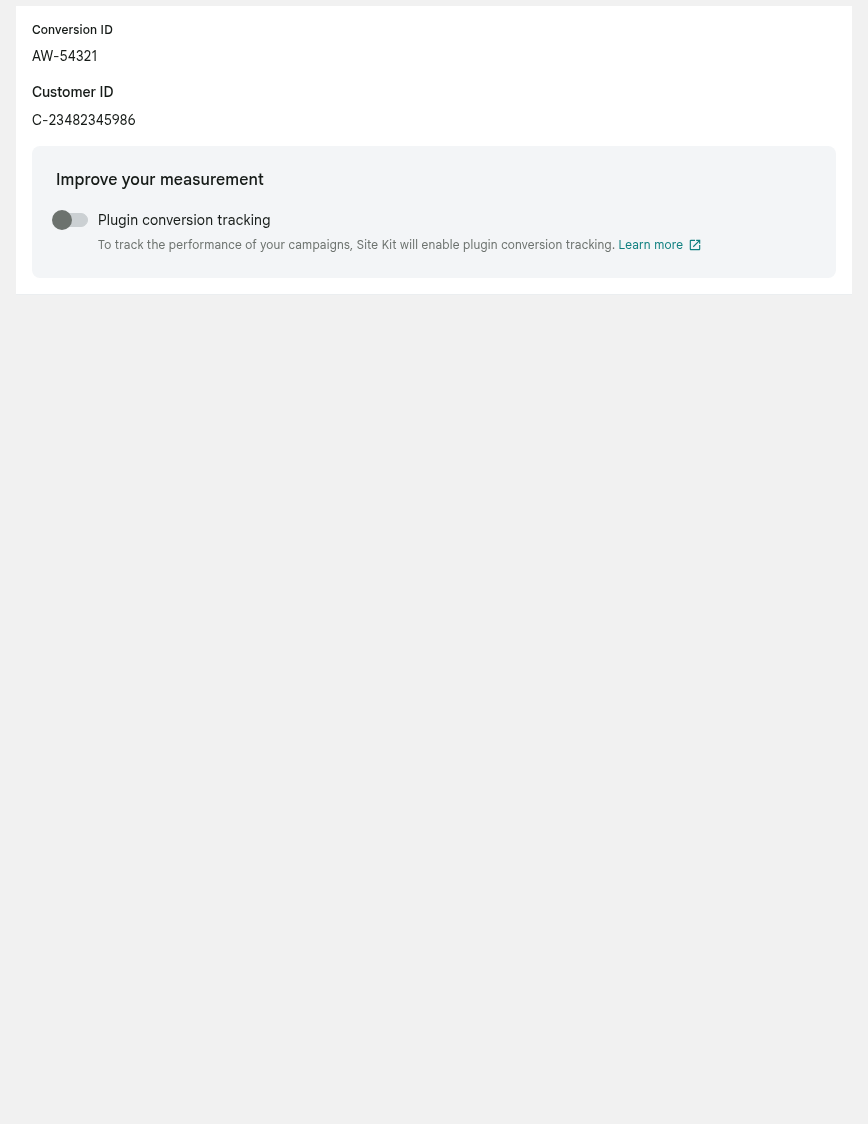 Conversion ID
AW-54321
Customer ID
C-23482345986
Improve your measurement
Plugin conversion tracking
To track the performance of your campaigns, Site Kit will enable plugin conversion tracking. Learn more